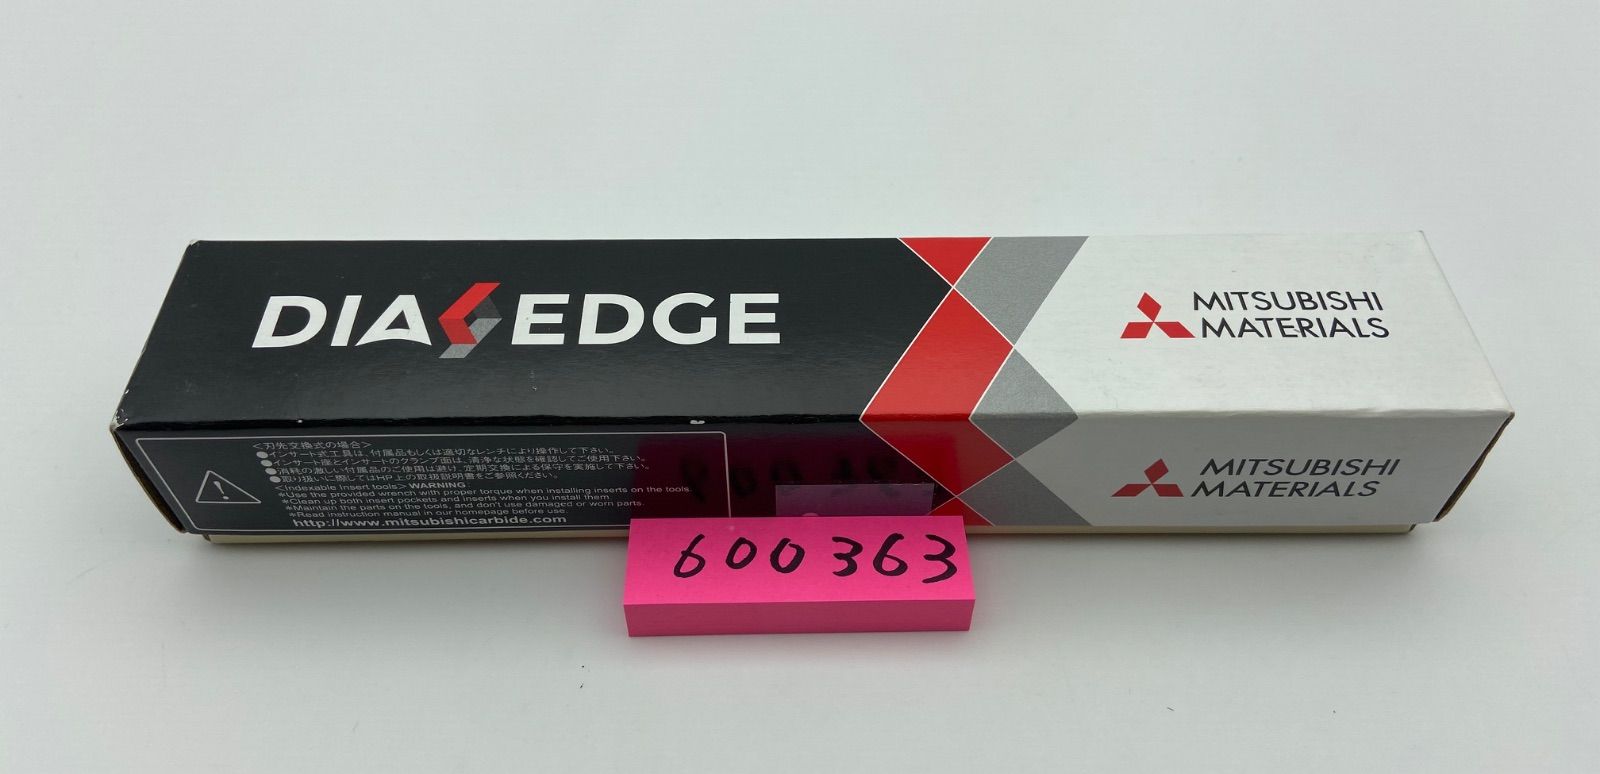 DIAEDGE
MITSUBISHI
MATERIALS
<刃先交換式の場合>
●インサート式工具は、付属品もしくは適切なレンチにより操作して下さい。
●インサート座とインサートのクランプ面は、清浄な状態を確認してご使用下さい。
●消耗の激しい付属品のご使用は避け、定期交換による保守を実施して下さい。
●取り扱いに際してはHP上の取扱説明書をご参照ください。
<Indexable Insert tools> WARNING
*Use the provided wrench with proper torque when installing inserts on the tools.
*Clean up both insert pockets and inserts when you install them.
*Maintain the parts on the tools, and don't use damaged or worn parts.
*Read instruction manual in our homepage before use.
http://www.mitsubishicarbide.com
MITSUBISHI
MATERIALS
600363